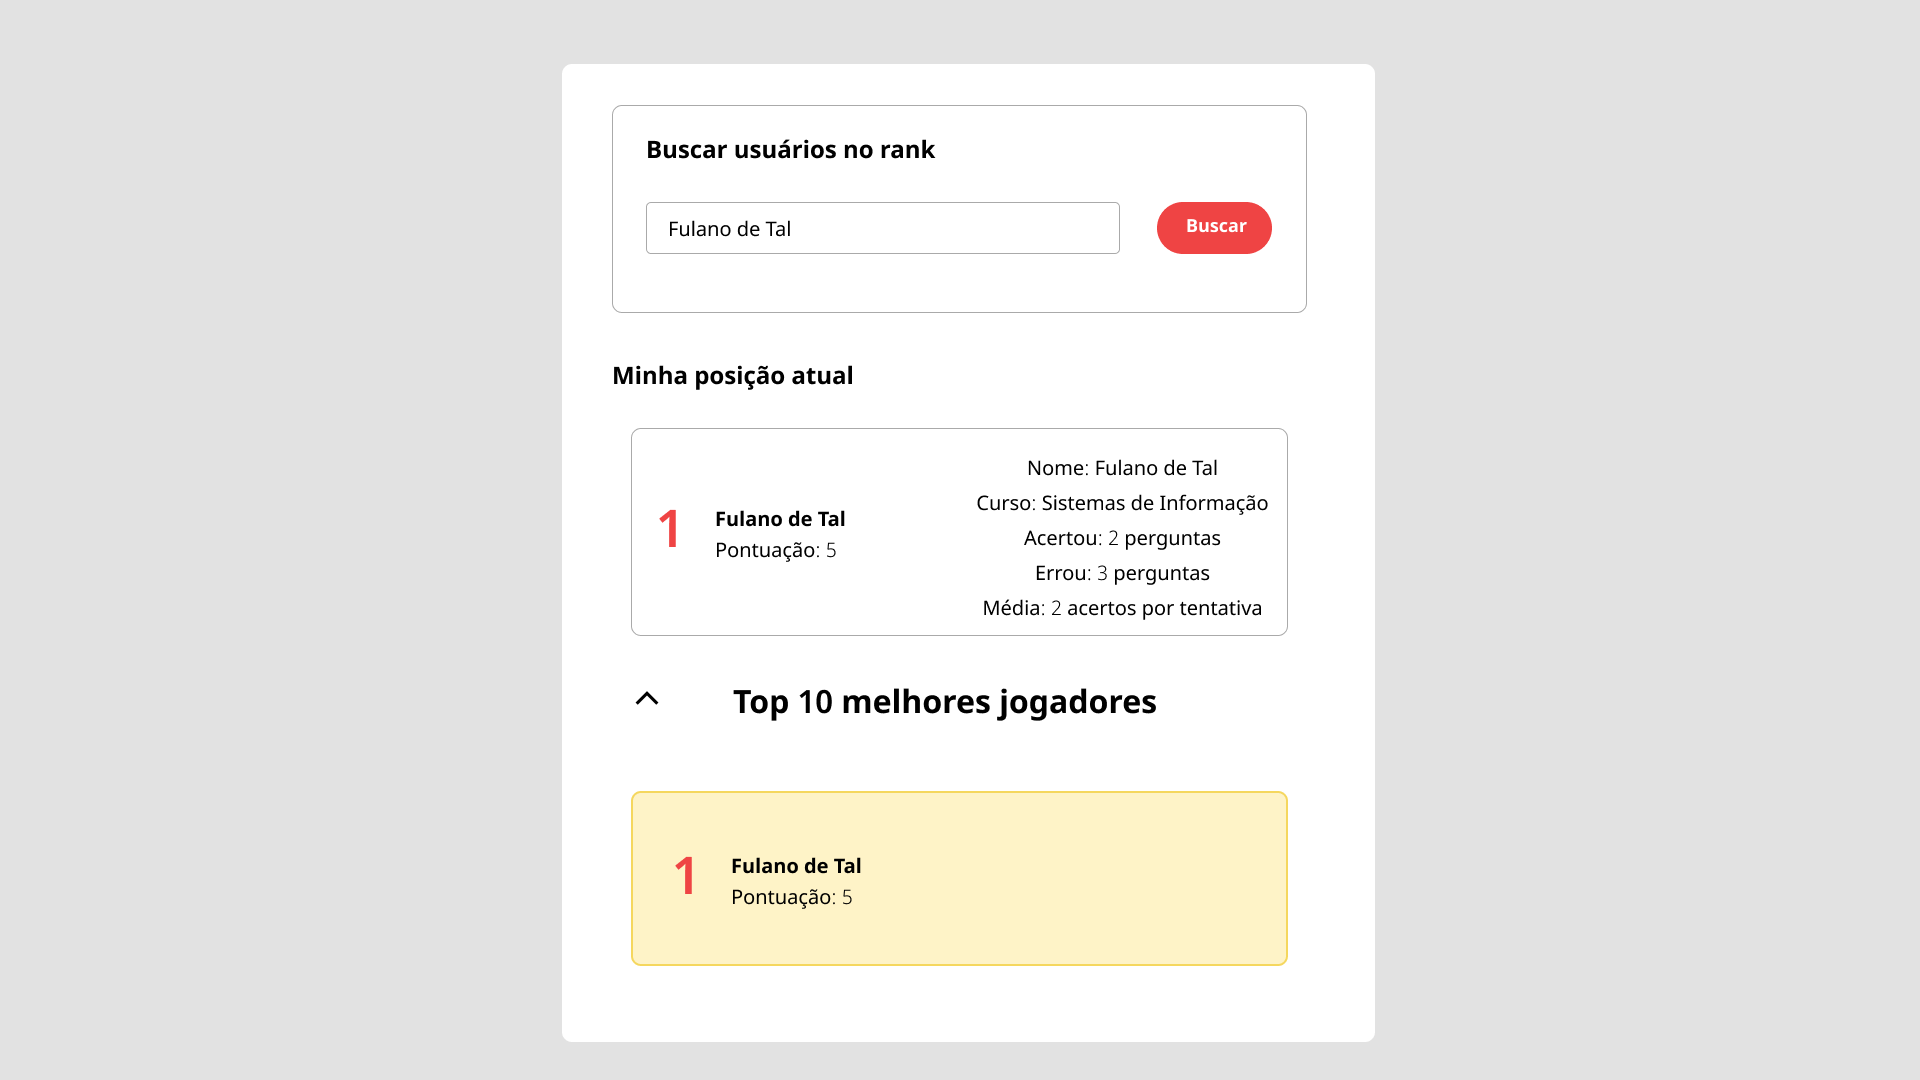 Buscar usuários no rank
Fulano de Tal
Buscar
Minha posição atual
1
Fulano de Tal
Pontuação: 5
Nome: Fulano de Tal
Curso: Sistemas de Informação
Acertou: 2 perguntas
Errou: 3 perguntas
Média: 2 acertos por tentativa
Top 10 melhores jogadores
1
Fulano de Tal
Pontuação: 5